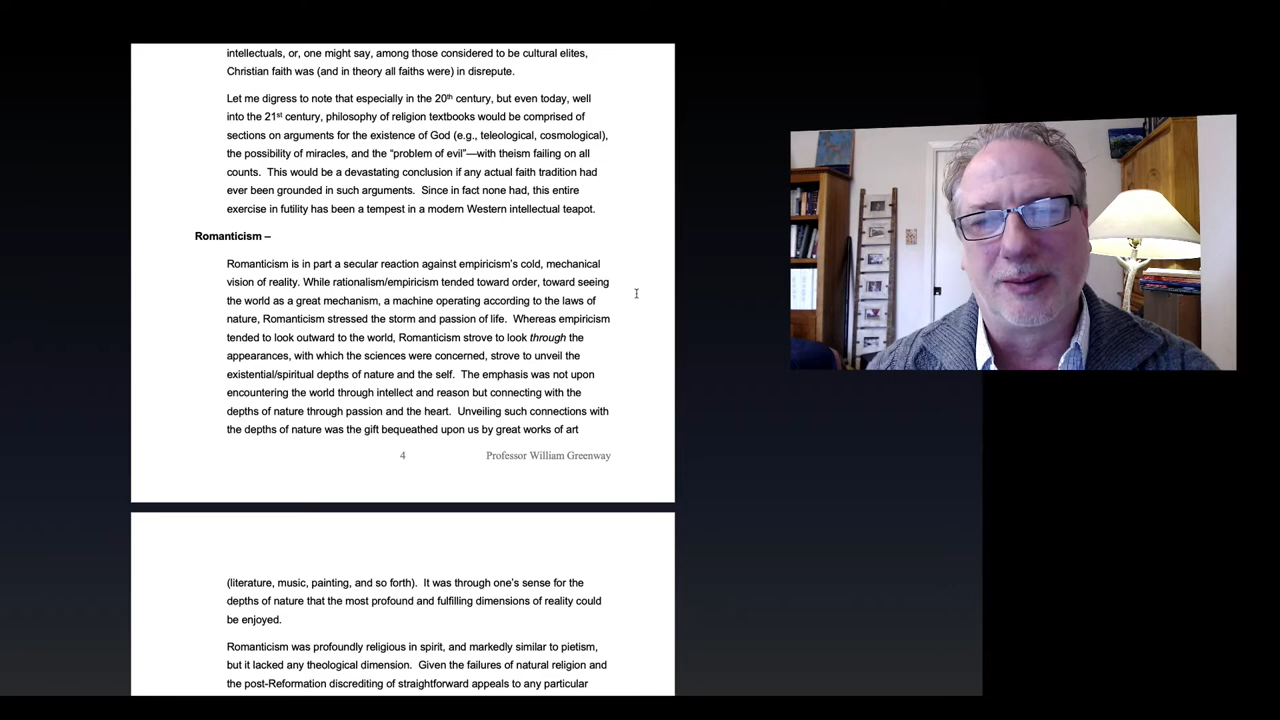 intellectuals, or, one might say, among those considered to be cultural elites,
Christian faith was (and in theory all faiths were) in disrepute.
Let me digress to note that especially in the 20th century, but even today, well
into the 21st century, philosophy of religion textbooks would be comprised of
sections on arguments for the existence of God (e.g., teleological, cosmological),
the possibility of miracles, and the “problem of evil”—with theism failing on all
counts.  This would be a devastating conclusion if any actual faith tradition had
ever been grounded in such arguments.  Since in fact none had, this entire
exercise in futility has been a tempest in a modern Western intellectual teapot.
Romanticism –
Romanticism is in part a secular reaction against empiricism’s cold, mechanical
vision of reality. While rationalism/empiricism tended toward order, toward seeing
the world as a great mechanism, a machine operating according to the laws of
nature, Romanticism stressed the storm and passion of life.  Whereas empiricism
tended to look outward to the world, Romanticism strove to look through the
appearances, with which the sciences were concerned, strove to unveil the
existential/spiritual depths of nature and the self.  The emphasis was not upon
encountering the world through intellect and reason but connecting with the
depths of nature through passion and the heart.  Unveiling such connections with
the depths of nature was the gift bequeathed upon us by great works of art
4 Professor William Greenway
(literature, music, painting, and so forth).  It was through one’s sense for the
depths of nature that the most profound and fulfilling dimensions of reality could
be enjoyed.
Romanticism was profoundly religious in spirit, and markedly similar to pietism,
but it lacked any theological dimension.  Given the failures of natural religion and
the post-Reformation discrediting of straightforward appeals to any particular